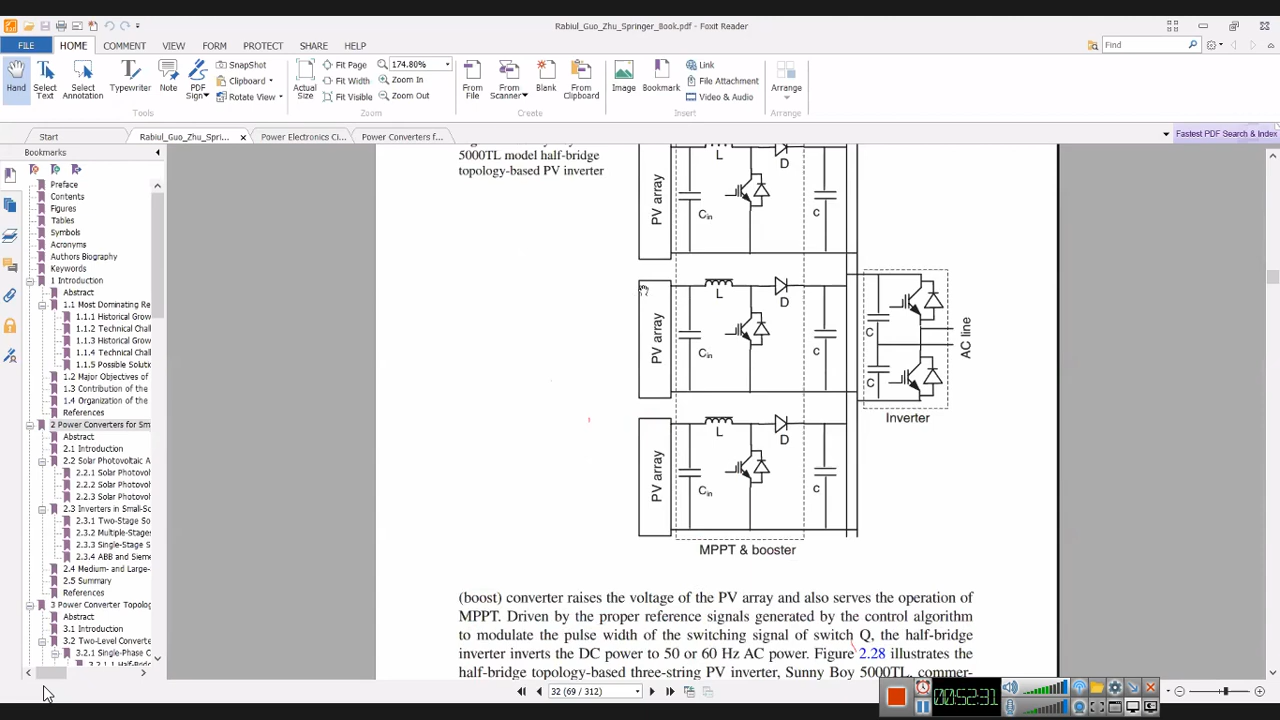 Rabiul_Guo_Zhu_Springer_Book.pdf - Foxit Reader
FILE HOME COMMENT VIEW FORM PROTECT SHARE HELP
Find
Hand
Select Text
Select Annotation
Typewriter
Note
PDF Sign
SnapShot
Clipboard
Rotate View
Tools
Actual Size
Fit Page
Fit Width
Fit Visible
174.80%
Zoom In
Zoom Out
Zoom
From File
From Scanner
Blank
From Clipboard
Create
Image
Bookmark
Link
File Attachment
Video & Audio
Insert
Arrange
Arrange
Start
Rabiul_Guo_Zhu_Spri...
Power Electronics Ci...
Power Converters f...
Fastest PDF Search & Index
Bookmarks
Preface
Contents
Figures
Tables
Symbols
Acronyms
Authors Biography
Keywords
1 Introduction
Abstract
1.1 Most Dominating Re
1.1.1 Historical Grow
1.1.2 Technical Chall
1.1.3 Historical Grow
1.1.4 Technical Chall
1.1.5 Possible Soluti
1.2 Major Objectives of
1.3 Contribution of the
1.4 Organization of the
References
2 Power Converters for Sm
Abstract
2.1 Introduction
2.2 Solar Photovoltaic A
2.2.1 Solar Photovol
2.2.2 Solar Photovol
2.2.3 Solar Photovol
2.3 Inverters in Small-Sc
2.3.1 Two-Stage So
2.3.2 Multiple-Stages
2.3.3 Single-Stage S
2.3.4 ABB and Sieme
2.4 Medium- and Large-
2.5 Summary
References
3 Power Converter Topolog
Abstract
3.1 Introduction
3.2 Two-Level Converte
3.2.1 Single-Phase C
5000TL model half-bridge
topology-based PV inverter
PV array
Cin
L
D
c
PV array
Cin
L
D
c
PV array
Cin
L
D
c
MPPT & booster
C
C
Inverter
AC line
(boost) converter raises the voltage of the PV array and also serves the operation of
MPPT. Driven by the proper reference signals generated by the control algorithm
to modulate the pulse width of the switching signal of switch Q, the half-bridge
inverter inverts the DC power to 50 or 60 Hz AC power. Figure 2.28 illustrates the
half-bridge topology-based three-string PV inverter, Sunny Boy 5000TL, commer-
32 (69 / 312)
00:52:31